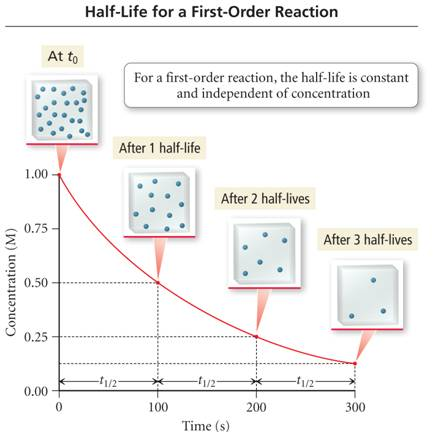 Half-Life for a First-Order Reaction
At t0
For a first-order reaction, the half-life is constant
and independent of concentration
After 1 half-life
After 2 half-lives
After 3 half-lives
Concentration (M)
1.00
0.75
0.50
0.25
0.00
t1/2
t1/2
t1/2
0
100
200
300
Time (s)